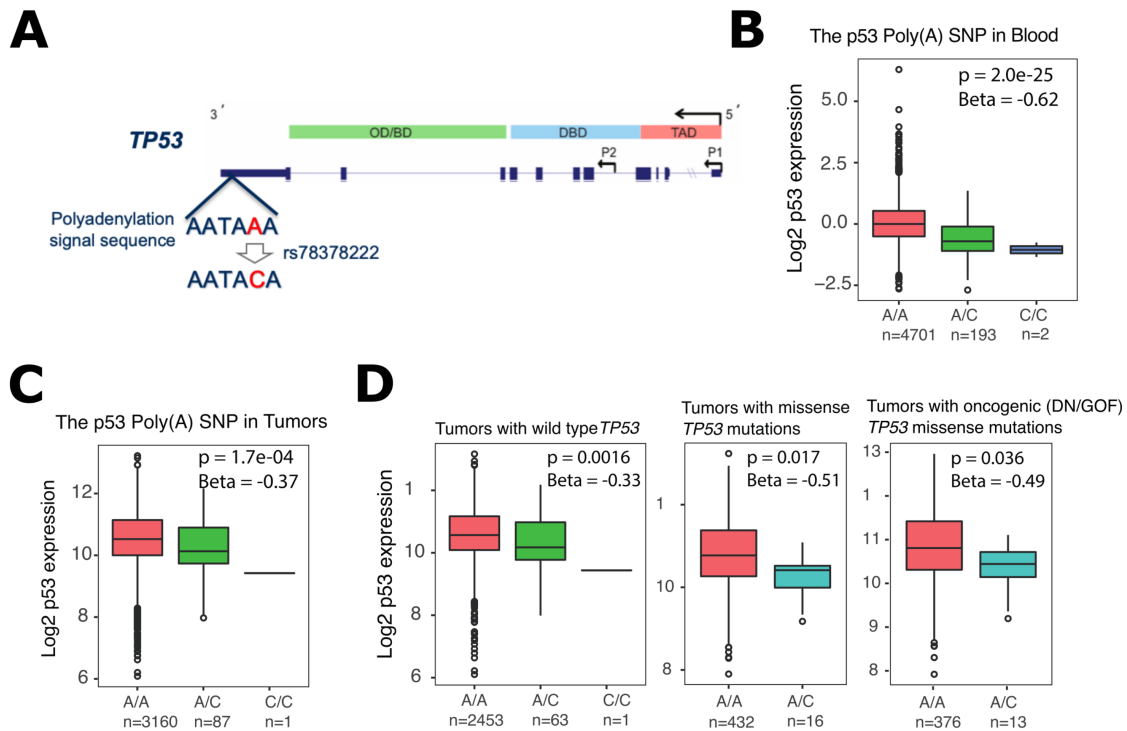 A
3 ′
5 ′
OD/BD
DBD
TAD
TP53
P2
P1
Polyadenylation
signal sequence
AATAAA
rs78378222
AATACA
B
The p53 Poly(A) SNP in Blood
p = 2.0e-25
Beta = -0.62
Log2 p53 expression
5.0
2.5
0.0
−2.5
A/A
A/C
C/C
n=4701
n=193
n=2
C
The p53 Poly(A) SNP in Tumors
p = 1.7e-04
Beta = -0.37
Log2 p53 expression
12
10
8
6
A/A
A/C
C/C
n=3160
n=87
n=1
D
Tumors with wild type TP53
p = 0.0016
Beta = -0.33
Log2 p53 expression
1
10
8
6
A/A
A/C
C/C
n=2453
n=63
n=1
Tumors with missense
TP53 mutations
p = 0.017
Beta = -0.51
1
10
8
A/A
A/C
n=432
n=16
Tumors with oncogenic (DN/GOF)
TP53 missense mutations
p = 0.036
Beta = -0.49
13
1
11
10
9
8
A/A
A/C
n=376
n=13